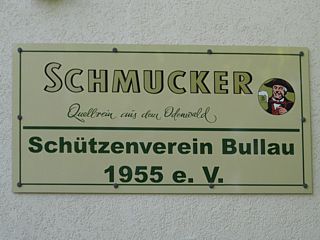 SCHMUCKER
Quellrein aus dem Odenwald
Schützenverein Bullau
1955 e. V.